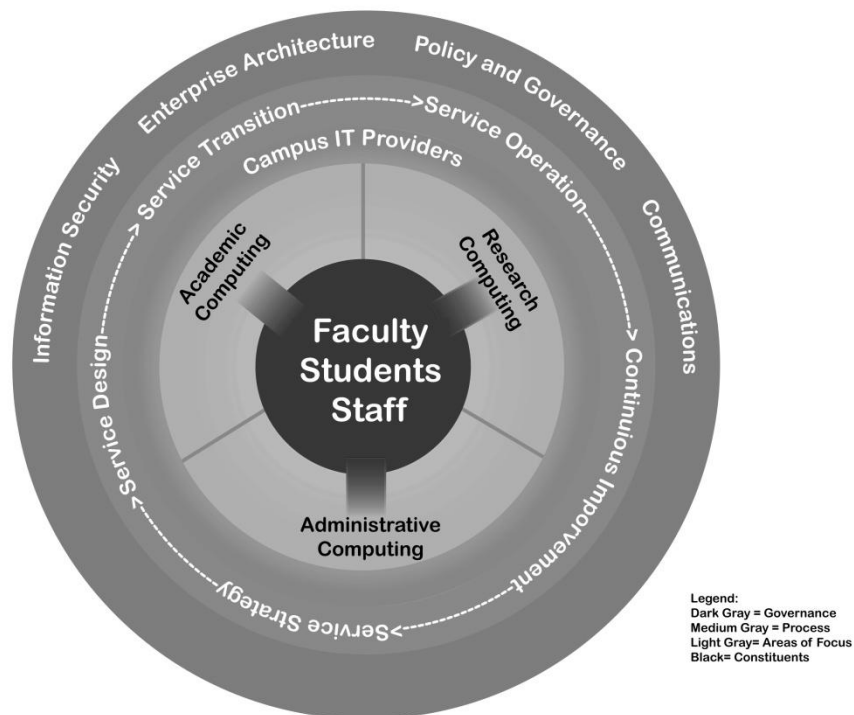 Information Security
Enterprise Architecture
Policy and Governance
Communications
---->Service Design------------> Service Transition-------------->Service Operation------------------> Continuious Imporvement------------>Service Strategy--------------
Campus IT Providers
Academic
Computing
Research
Computing
Faculty
Students
Staff
Administrative
Computing
Legend:
Dark Gray = Governance
Medium Gray = Process
Light Gray= Areas of Focus
Black= Constituents